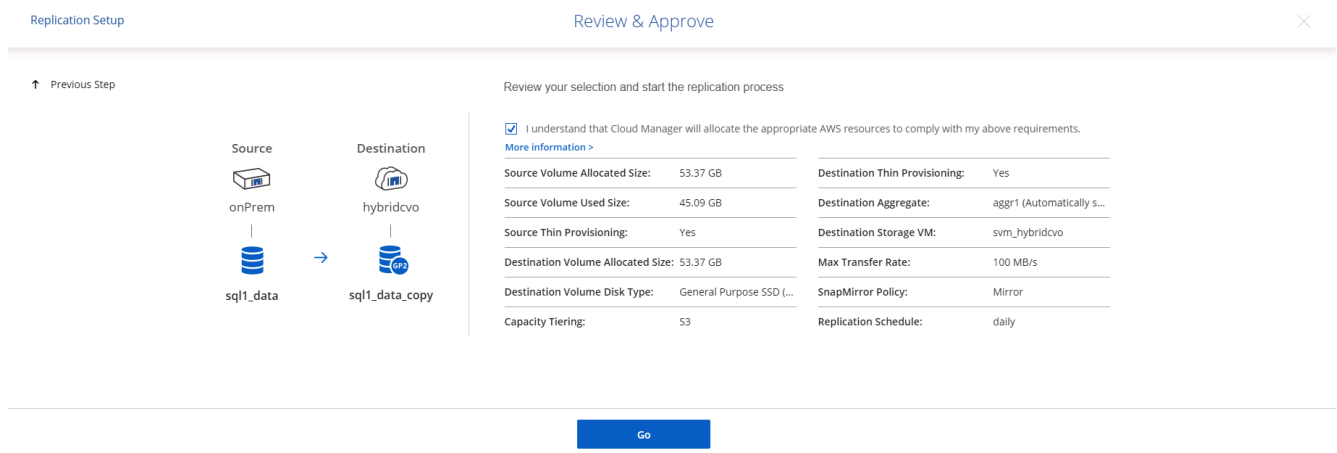 Replication Setup
Review & Approve
↑ Previous Step
Review your selection and start the replication process
I understand that Cloud Manager will allocate the appropriate AWS resources to comply with my above requirements.
More information >
Source
Destination
onPrem
hybridcvo
GP2
sql1_data
sql1_data_copy
Source Volume Allocated Size: 53.37 GB
Destination Thin Provisioning: Yes
Source Volume Used Size: 45.09 GB
Destination Aggregate: aggr1 (Automatically s...
Source Thin Provisioning: Yes
Destination Storage VM: svm_hybridcvo
Destination Volume Allocated Size: 53.37 GB
Max Transfer Rate: 100 MB/s
Destination Volume Disk Type: General Purpose SSD (...
SnapMirror Policy: Mirror
Capacity Tiering: S3
Replication Schedule: daily
Go